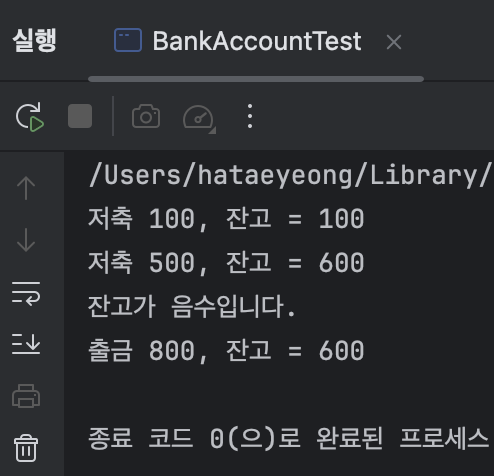 실행
BankAccountTest
/Users/hataeyeong/Library/
저축 100, 잔고 = 100
저축 500, 잔고 = 600
잔고가 음수입니다.
출금 800, 잔고 = 600
종료 코드 0(으)로 완료된 프로세스